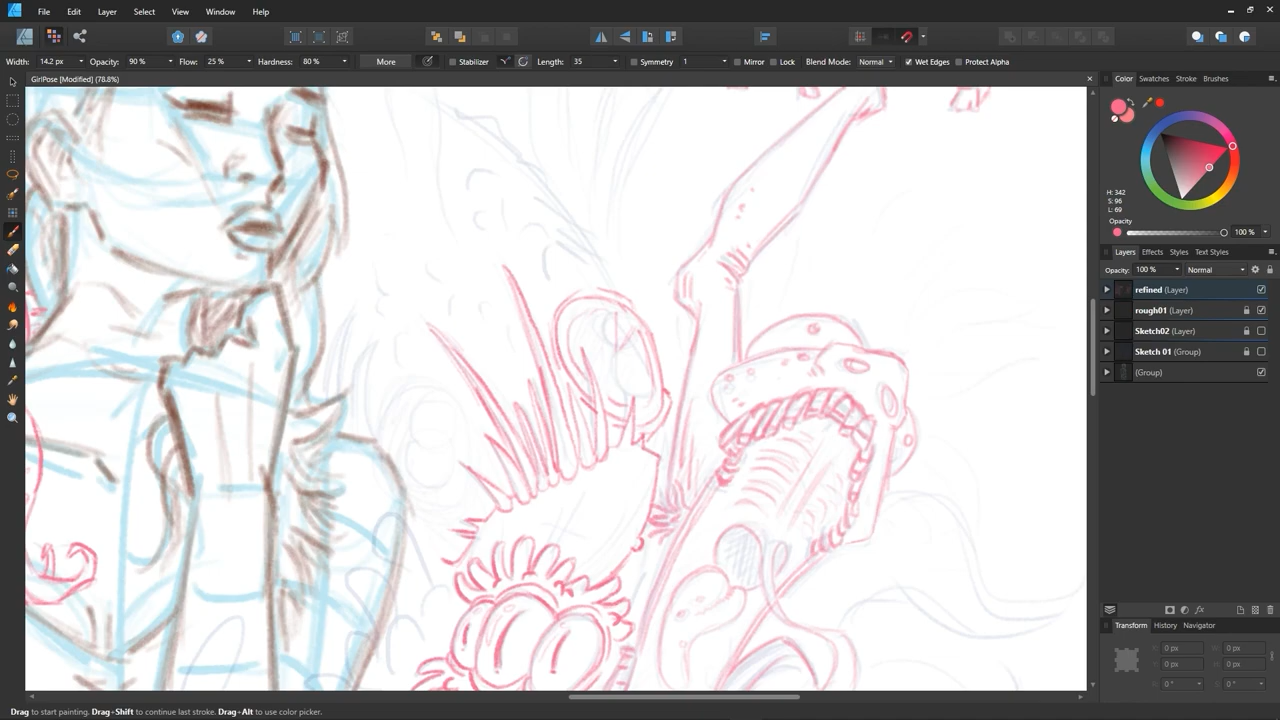 File Edit Layer Select View Window Help
Width: 14.2 px Opacity: 90 % Flow: 25 % Hardness: 80 % More Stabilizer Length: 35 Symmetry 1 Mirror Lock Blend Mode: Normal Wet Edges Protect Alpha
GirlPose [Modified] (78.8%)
Color Swatches Stroke Brushes
H: 342
S: 96
L: 69
Opacity
100 %
Layers Effects Styles Text Styles
Opacity: 100 % Normal
refined (Layer)
rough01 (Layer)
Sketch02 (Layer)
Sketch 01 (Group)
(Group)
fx
Transform History Navigator
X: 0 px W: 0 px
Y: 0 px H: 0 px
R: 0 ° S: 0 °
Drag to start painting. Drag+Shift to continue last stroke. Drag+Alt to use color picker.